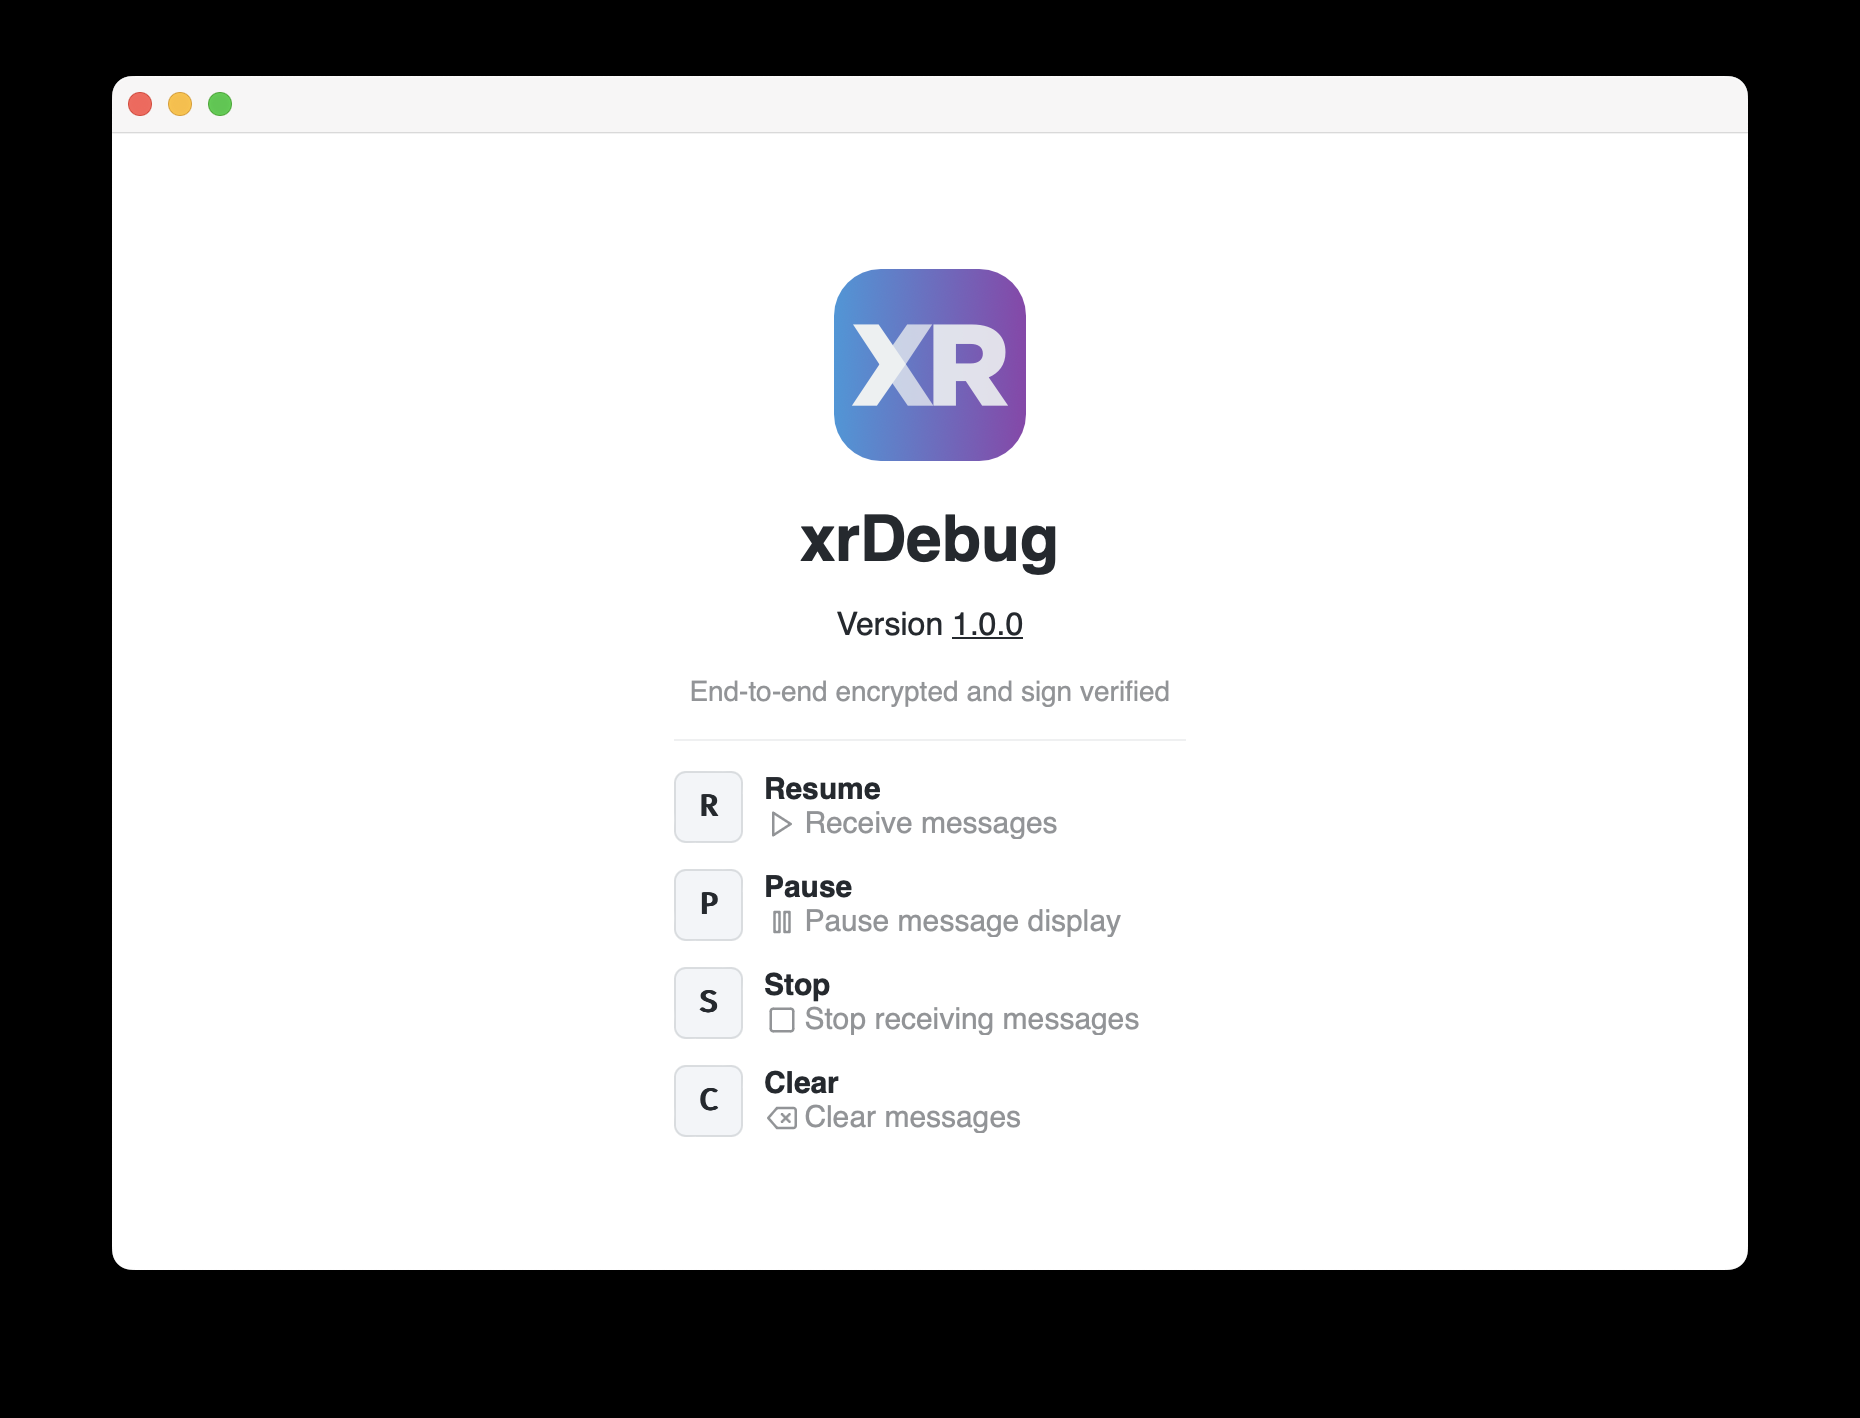 XR
xrDebug
Version 1.0.0
End-to-end encrypted and sign verified
R
Resume
Receive messages
P
Pause
Pause message display
S
Stop
Stop receiving messages
C
Clear
Clear messages